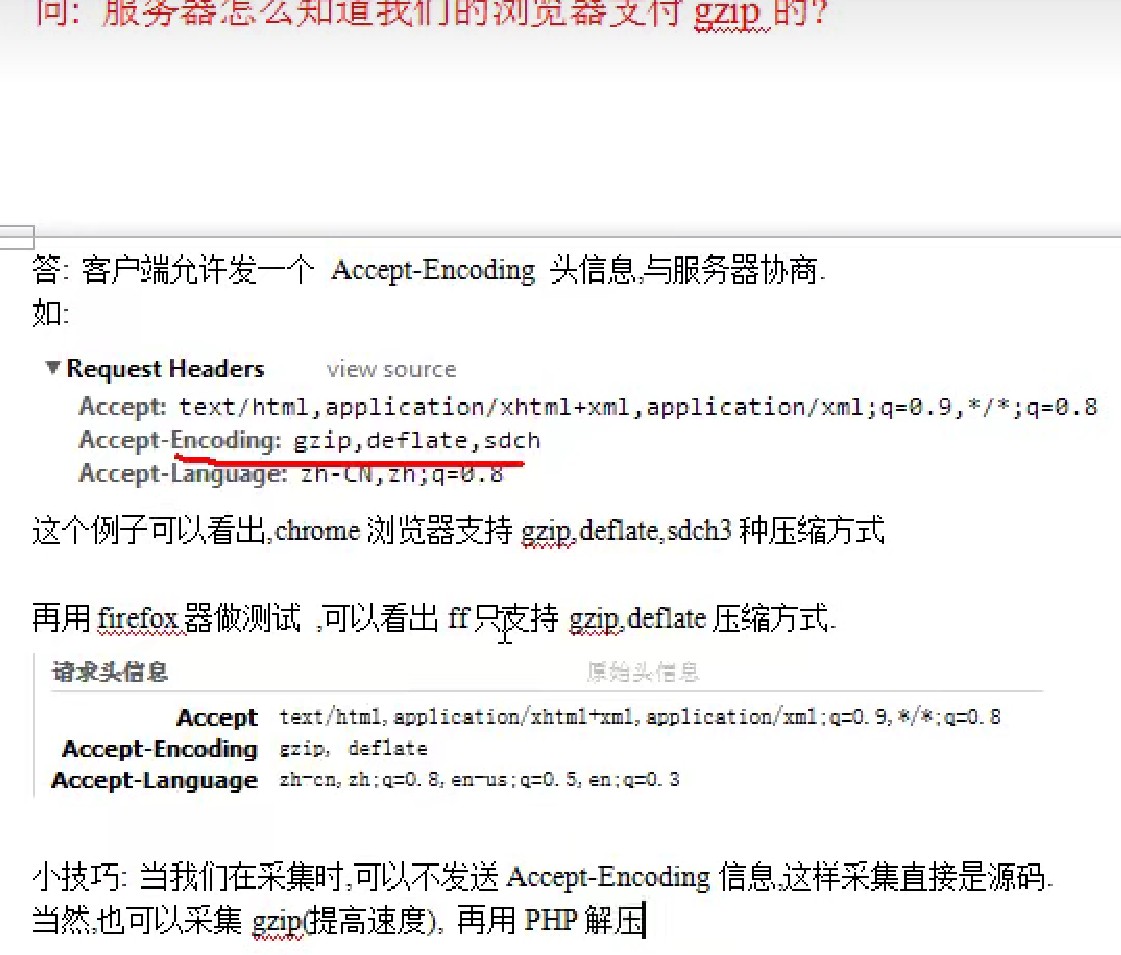 问: 服务器怎么知道我们的浏览器支付 gzip 的?
答: 客户端允许发一个 Accept-Encoding 头信息,与服务器协商.
如:
▼Request Headers view source
Accept: text/html,application/xhtml+xml,application/xml;q=0.9,*/*;q=0.8
Accept-Encoding: gzip,deflate,sdch
Accept-Language: zh-CN,zh;q=0.8
这个例子可以看出,chrome 浏览器支持 gzip,deflate,sdch3 种压缩方式
再用 firefox 器做测试 ,可以看出 ff 只支持 gzip,deflate 压缩方式.
请求头信息 原始头信息
Accept text/html,application/xhtml+xml,application/xml;q=0.9,*/*;q=0.8
Accept-Encoding gzip, deflate
Accept-Language zh-cn,zh;q=0.8,en-us;q=0.5,en;q=0.3
小技巧: 当我们在采集时,可以不发送 Accept-Encoding 信息,这样采集直接是源码.
当然,也可以采集 gzip(提高速度), 再用 PHP 解压